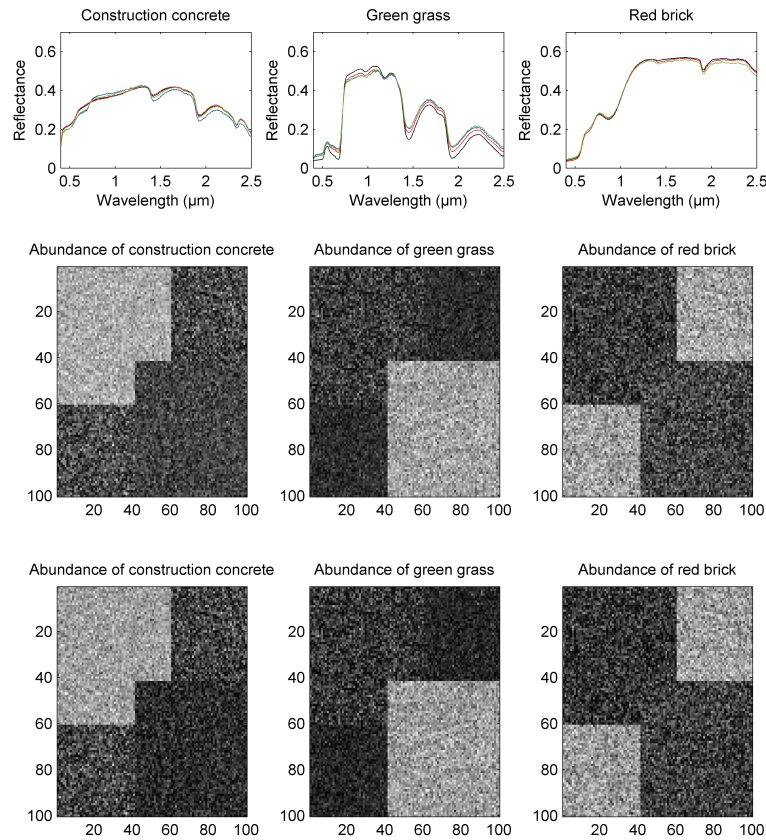 Construction concrete
Green grass
Red brick
Reflectance
0.6
0.4
0.2
0
0.5 1 1.5 2 2.5
Wavelength (µm)
Reflectance
0.6
0.4
0.2
0
0.5 1 1.5 2 2.5
Wavelength (µm)
Reflectance
0.6
0.4
0.2
0
0.5 1 1.5 2 2.5
Wavelength (µm)
Abundance of construction concrete
20
40
60
80
100
20 40 60 80 100
Abundance of green grass
20
40
60
80
100
20 40 60 80 100
Abundance of red brick
20
40
60
80
100
20 40 60 80 100
Abundance of construction concrete
20
40
60
80
100
20 40 60 80 100
Abundance of green grass
20
40
60
80
100
20 40 60 80 100
Abundance of red brick
20
40
60
80
100
20 40 60 80 100